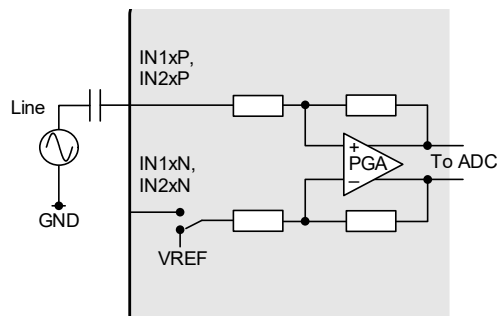 IN1xP,
IN2xP
Line
+
PGA
To ADC
–
IN1xN,
IN2xN
GND
VREF